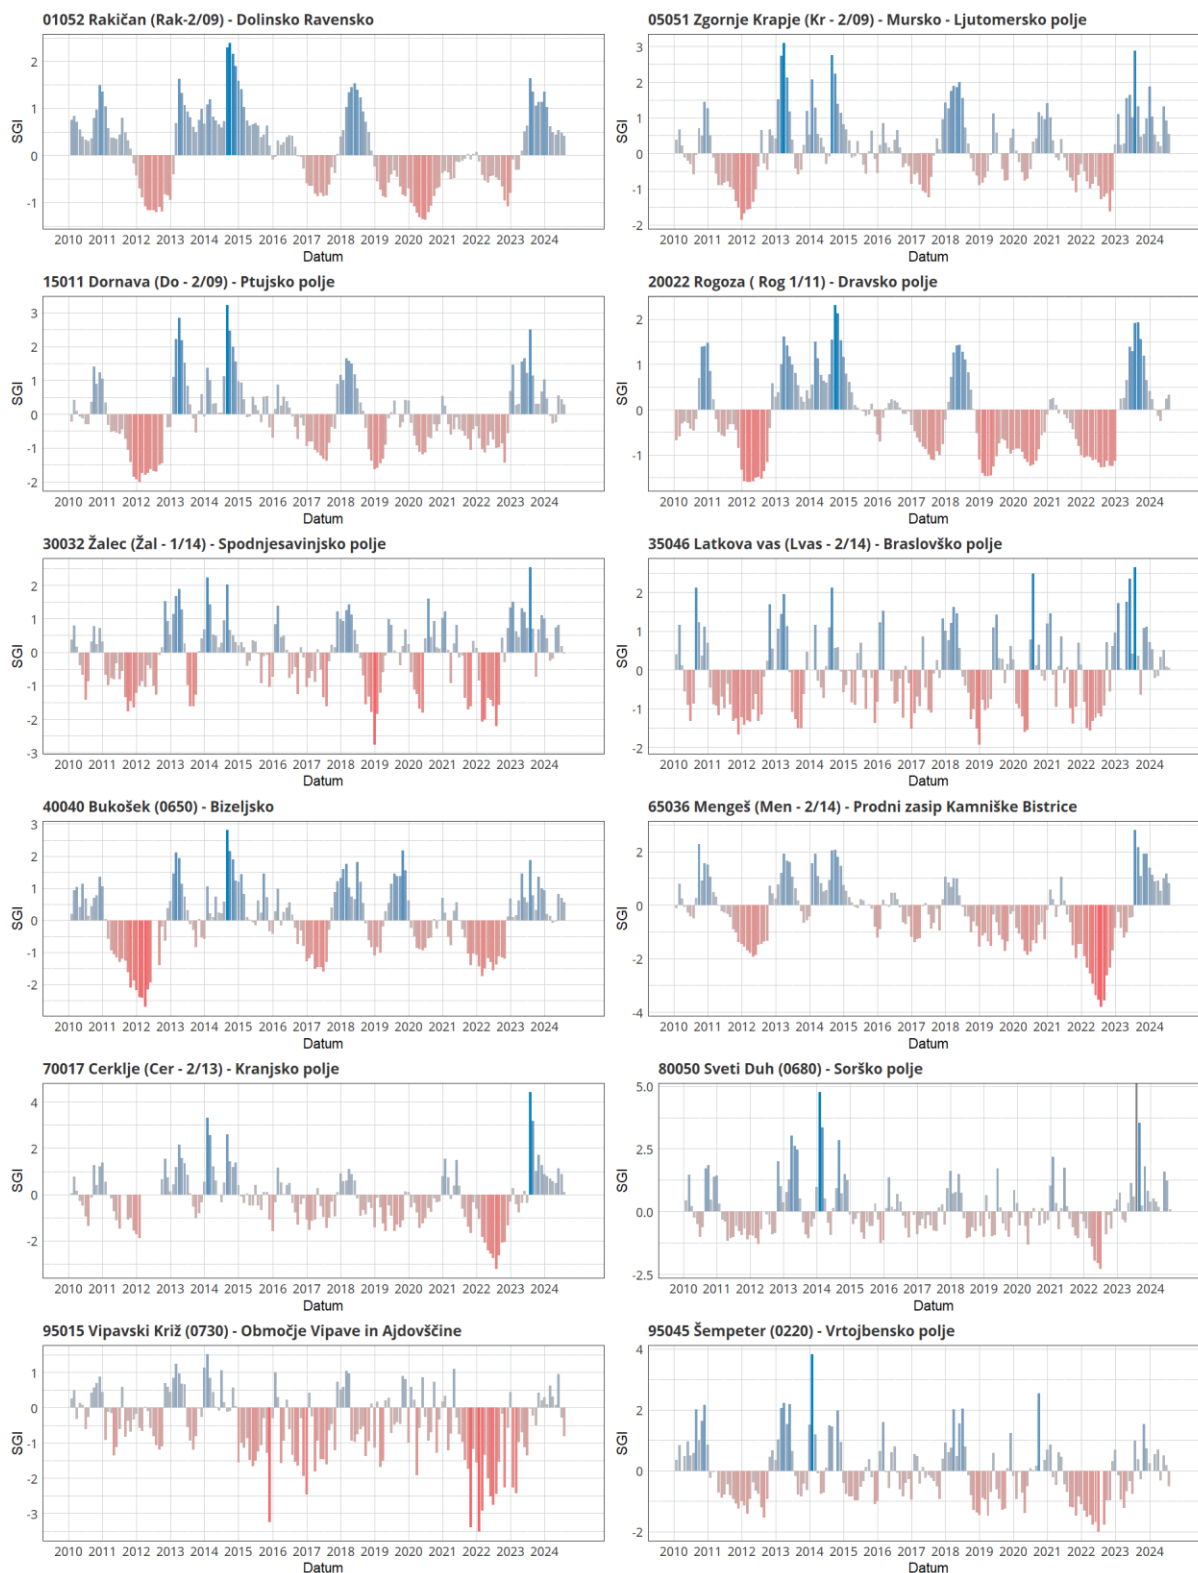 01052 Rakičan (Rak-2/09) - Dolinsko Ravensko
2
1
0
-1
SGI
2010 2011 2012 2013 2014 2015 2016 2017 2018 2019 2020 2021 2022 2023 2024
Datum
05051 Zgornje Krapje (Kr - 2/09) - Mursko - Ljutomersko polje
3
2
1
0
-1
-2
SGI
2010 2011 2012 2013 2014 2015 2016 2017 2018 2019 2020 2021 2022 2023 2024
Datum
15011 Dornava (Do - 2/09) - Ptujsko polje
3
2
1
0
-1
-2
SGI
2010 2011 2012 2013 2014 2015 2016 2017 2018 2019 2020 2021 2022 2023 2024
Datum
20022 Rogoza ( Rog 1/11) - Dravsko polje
2
1
0
-1
SGI
2010 2011 2012 2013 2014 2015 2016 2017 2018 2019 2020 2021 2022 2023 2024
Datum
30032 Žalec (Žal - 1/14) - Spodnjesavinjsko polje
2
1
0
-1
-2
-3
SGI
2010 2011 2012 2013 2014 2015 2016 2017 2018 2019 2020 2021 2022 2023 2024
Datum
35046 Latkova vas (Lvas - 2/14) - Braslovško polje
2
1
0
-1
-2
SGI
2010 2011 2012 2013 2014 2015 2016 2017 2018 2019 2020 2021 2022 2023 2024
Datum
40040 Bukošek (0650) - Bizeljsko
3
2
1
0
-1
-2
SGI
2010 2011 2012 2013 2014 2015 2016 2017 2018 2019 2020 2021 2022 2023 2024
Datum
65036 Mengeš (Men - 2/14) - Prodni zasip Kamniške Bistrice
2
0
-2
-4
SGI
2010 2011 2012 2013 2014 2015 2016 2017 2018 2019 2020 2021 2022 2023 2024
Datum
70017 Cerklje (Cer - 2/13) - Kranjsko polje
4
2
0
-2
SGI
2010 2011 2012 2013 2014 2015 2016 2017 2018 2019 2020 2021 2022 2023 2024
Datum
80050 Sveti Duh (0680) - Sorško polje
5.0
2.5
0.0
-2.5
SGI
2010 2011 2012 2013 2014 2015 2016 2017 2018 2019 2020 2021 2022 2023 2024
Datum
95015 Vipavski Križ (0730) - Območje Vipave in Ajdovščine
1
0
-1
-2
-3
SGI
2010 2011 2012 2013 2014 2015 2016 2017 2018 2019 2020 2021 2022 2023 2024
Datum
95045 Šempeter (0220) - Vrtojbensko polje
4
2
0
-2
SGI
2010 2011 2012 2013 2014 2015 2016 2017 2018 2019 2020 2021 2022 2023 2024
Datum